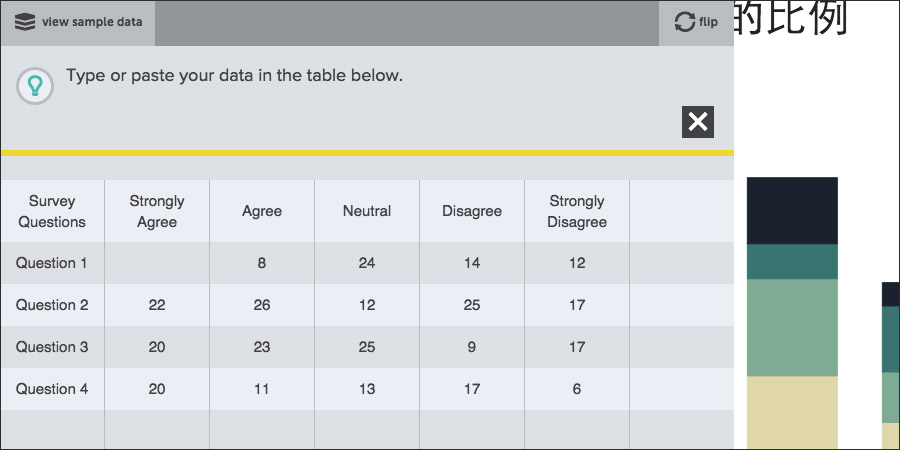 view sample data
flip
的比例
Type or paste your data in the table below.
Survey Questions Strongly Agree Agree Neutral Disagree Strongly Disagree
Question 1 8 24 14 12
Question 2 22 26 12 25 17
Question 3 20 23 25 9 17
Question 4 20 11 13 17 6